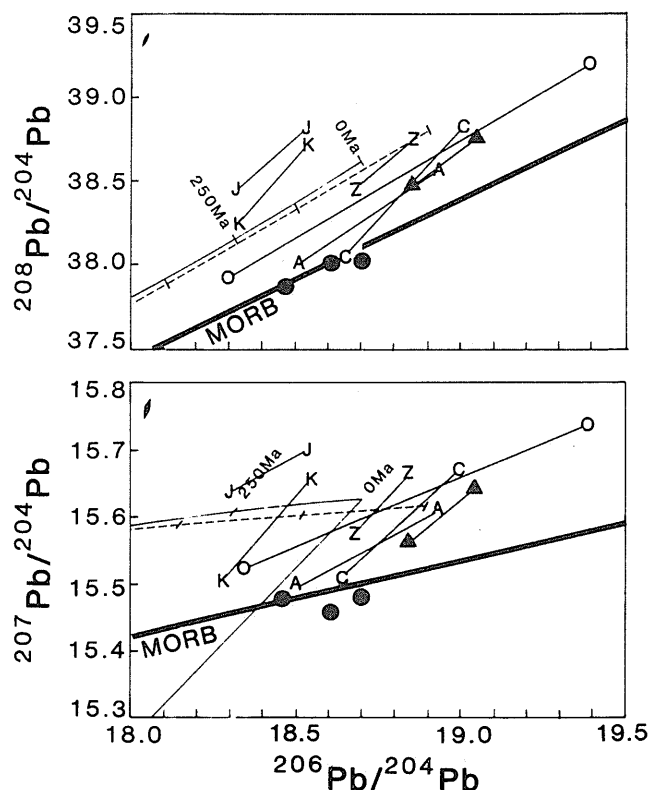 39.5
39.0
38.5
38.0
37.5
208Pb/204Pb
0Ma
250Ma
MORB
J
K
J
K
Z
Z
C
A
A
C
O
O
15.8
15.7
15.6
15.5
15.4
15.3
207Pb/204Pb
250Ma
0Ma
MORB
J
K
J
K
Z
Z
C
A
A
C
O
O
18.0
18.5
19.0
19.5
206Pb/204Pb